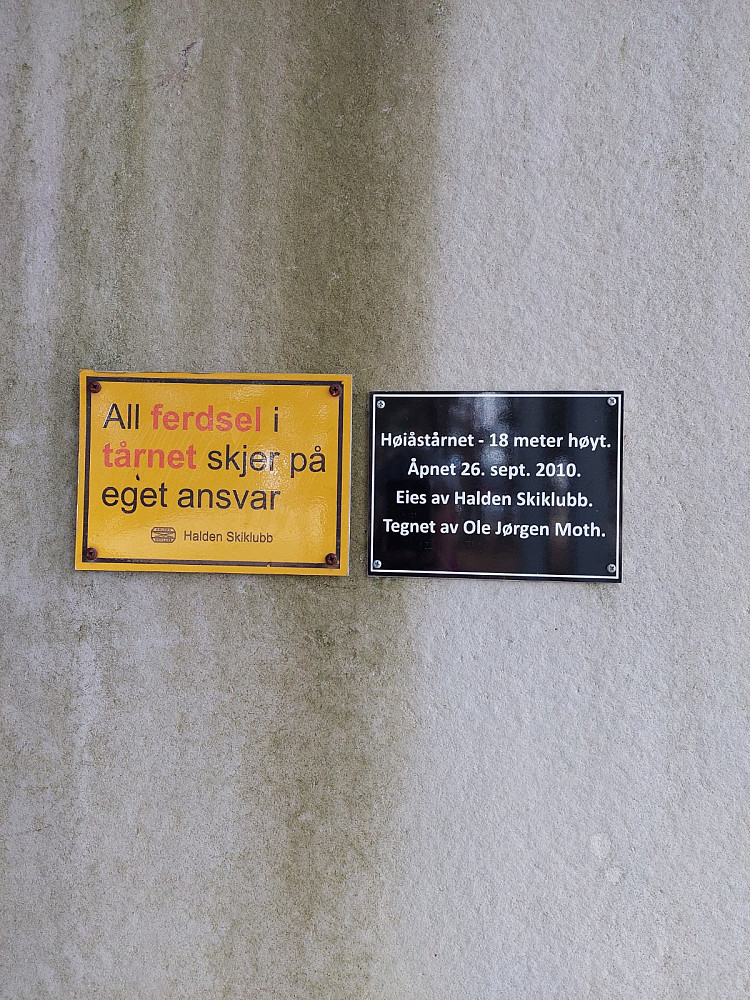 All ferdsel i
tårnet skjer på
eget ansvar
Halden Skiklubb
Høiåstårnet - 18 meter høyt.
Åpnet 26. sept. 2010.
Eies av Halden Skiklubb.
Tegnet av Ole Jørgen Moth.